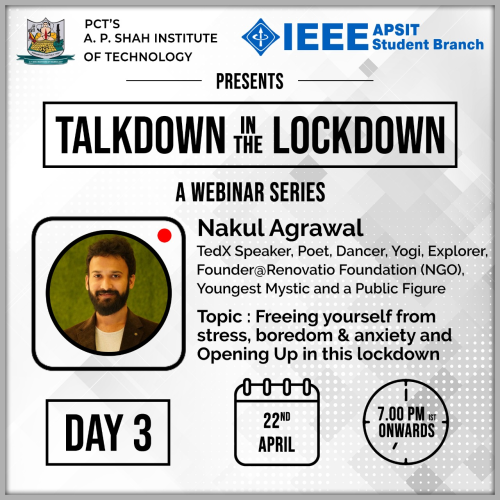 PCT'S
A. P. SHAH INSTITUTE
OF TECHNOLOGY
IEEE APSIT
Student Branch
PRESENTS
TALKDOWN IN THE LOCKDOWN
A WEBINAR SERIES
Nakul Agrawal
TedX Speaker, Poet, Dancer, Yogi, Explorer,
Founder@Renovatio Foundation (NGO),
Youngest Mystic and a Public Figure
Topic : Freeing yourself from
stress, boredom & anxiety and
Opening Up in this lockdown
DAY 3
22ND
APRIL
7.00 PM IST
ONWARDS